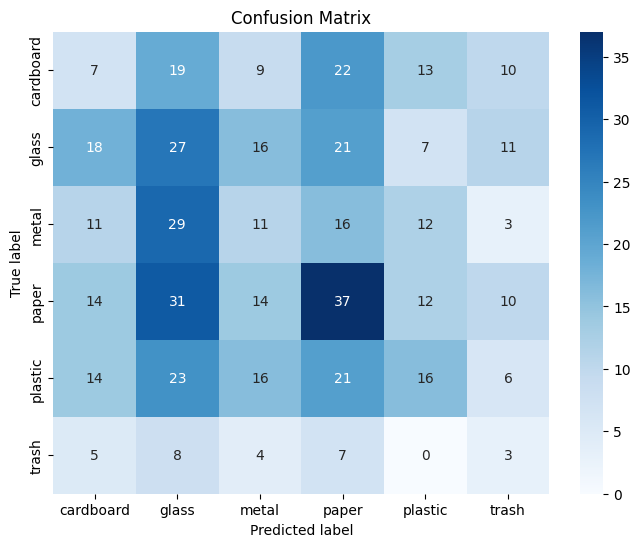 Confusion Matrix
True label
cardboard 7 19 9 22 13 10
glass 18 27 16 21 7 11
metal 11 29 11 16 12 3
paper 14 31 14 37 12 10
plastic 14 23 16 21 16 6
trash 5 8 4 7 0 3
cardboard glass metal paper plastic trash
Predicted label
35
30
25
20
15
10
5
0